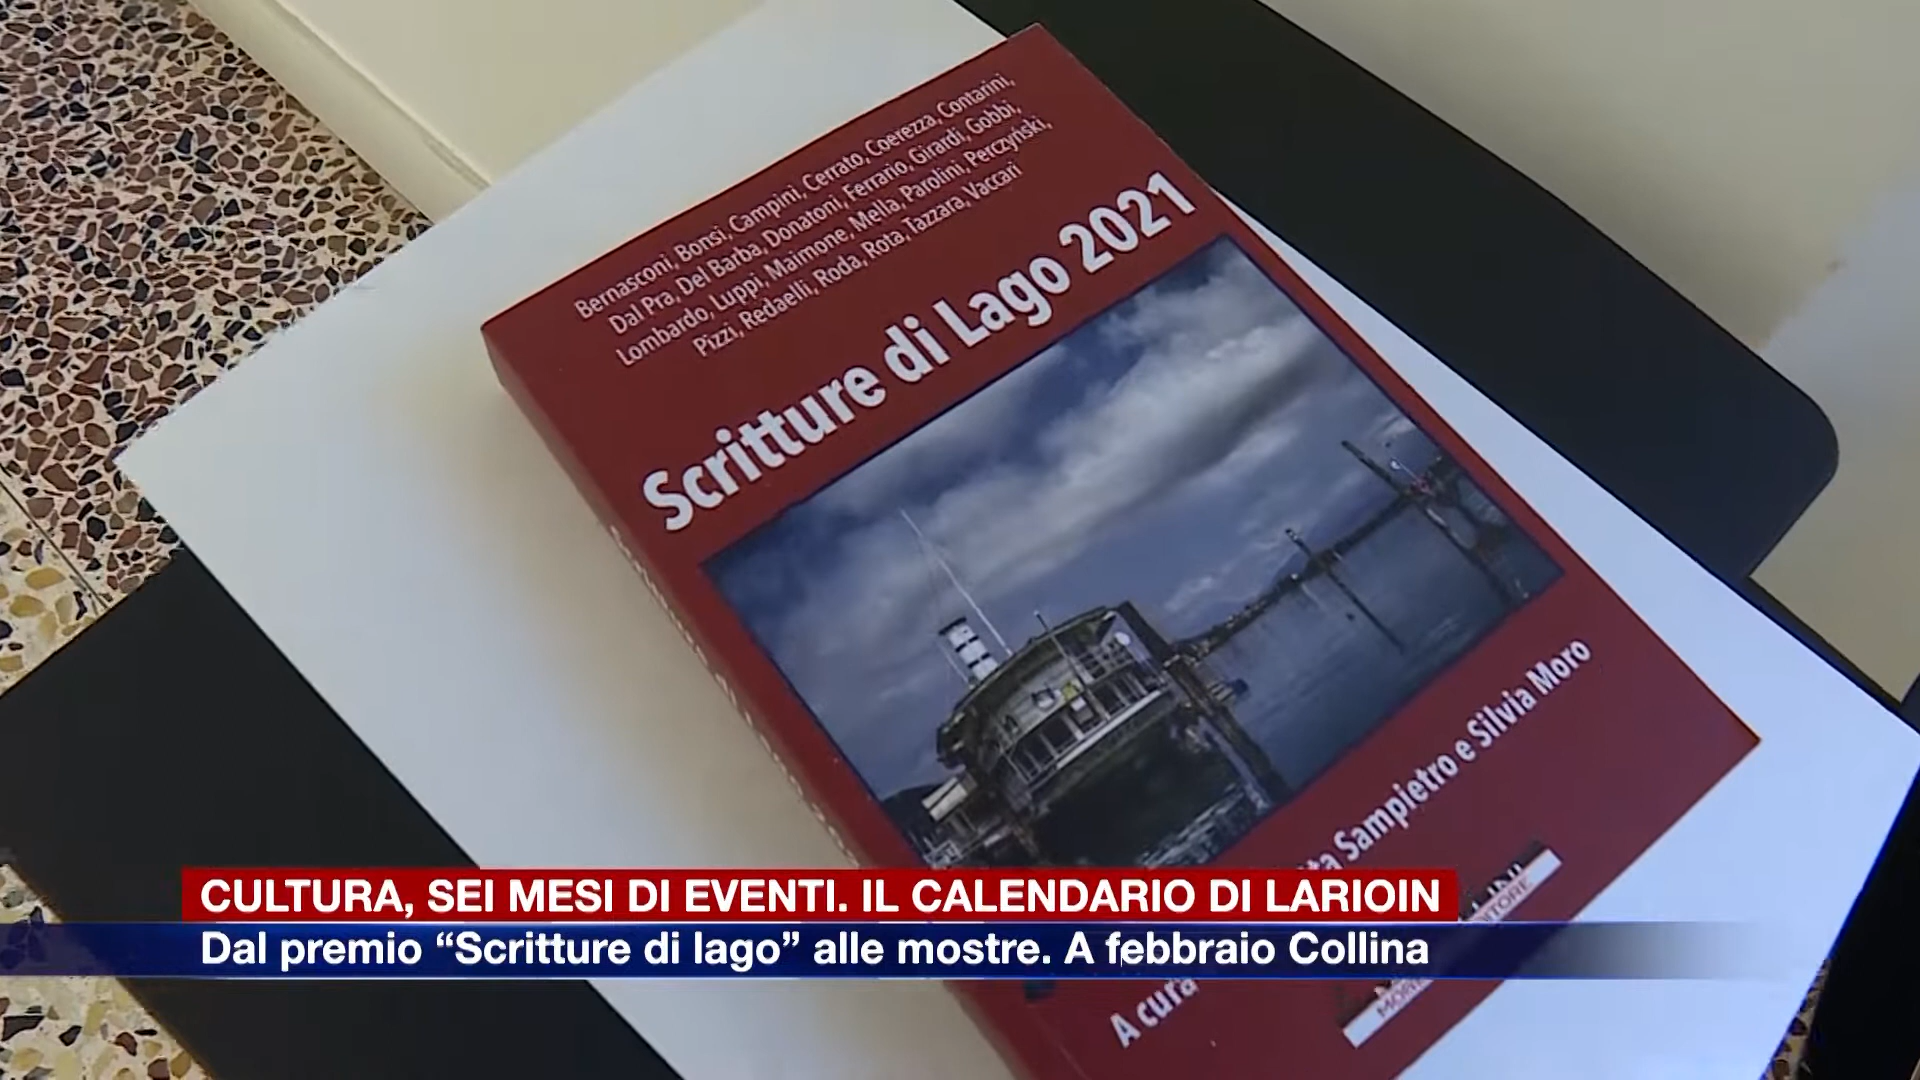 Bernasconi, Bonsi, Campini, Cerrato, Coerezza, Contarini,
Dal Pra, Del Barba, Donatoni, Ferrario, Girardi, Gobbi,
Lombardo, Luppi, Maimone, Mella, Parolini, Perczyński,
Pizzi, Redaelli, Roda, Rota, Tazzara, Vaccari
Scritture di Lago 2021
A cura Sampietro e Silvia Moro
CULTURA, SEI MESI DI EVENTI. IL CALENDARIO DI LARIOIN
Dal premio “Scritture di lago” alle mostre. A febbraio Collina